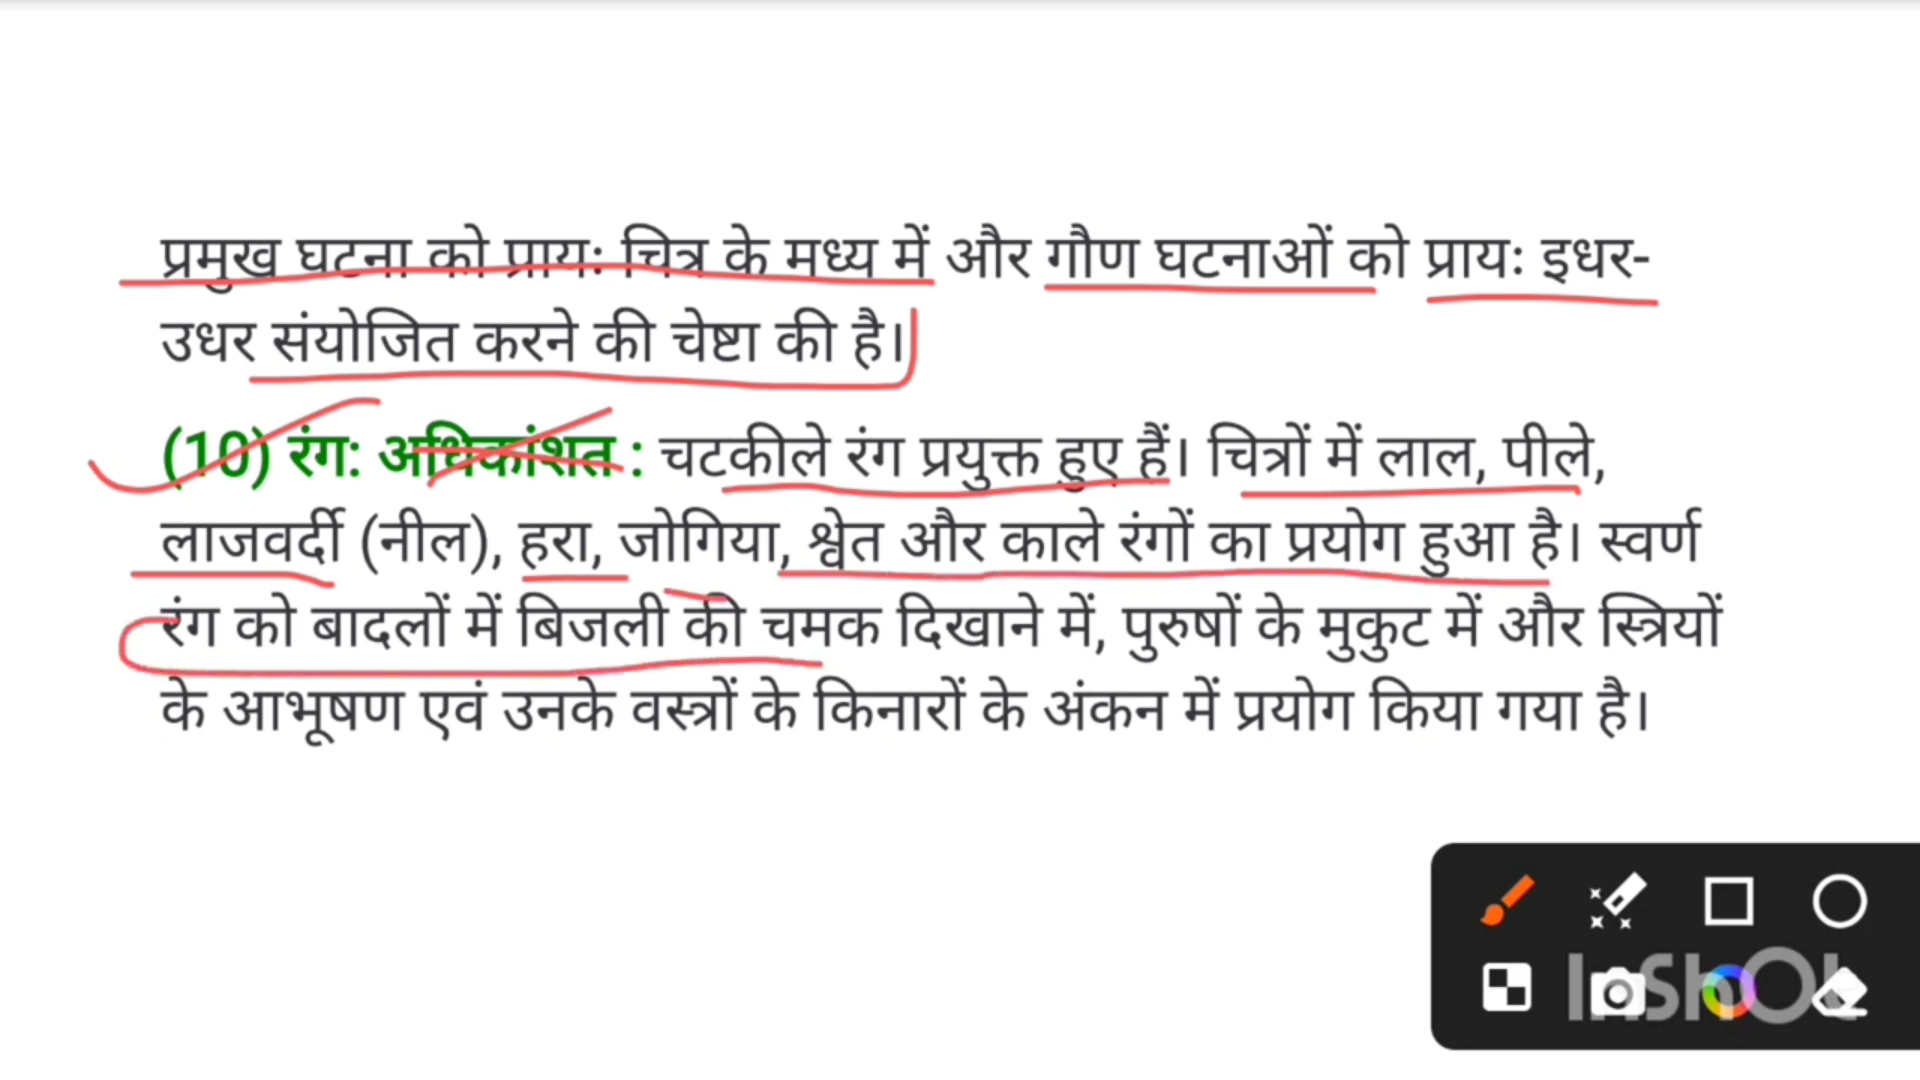 प्रमुख घटना को प्रायः चित्र के मध्य में और गौण घटनाओं को प्रायः इधर-
उधर संयोजित करने की चेष्टा की है।
(10) रंग: अधिकांशत : चटकीले रंग प्रयुक्त हुए हैं। चित्रों में लाल, पीले,
लाजवर्दी (नील), हरा, जोगिया, श्वेत और काले रंगों का प्रयोग हुआ है। स्वर्ण
रंग को बादलों में बिजली की चमक दिखाने में, पुरुषों के मुकुट में और स्त्रियों
के आभूषण एवं उनके वस्त्रों के किनारों के अंकन में प्रयोग किया गया है।
InShOt